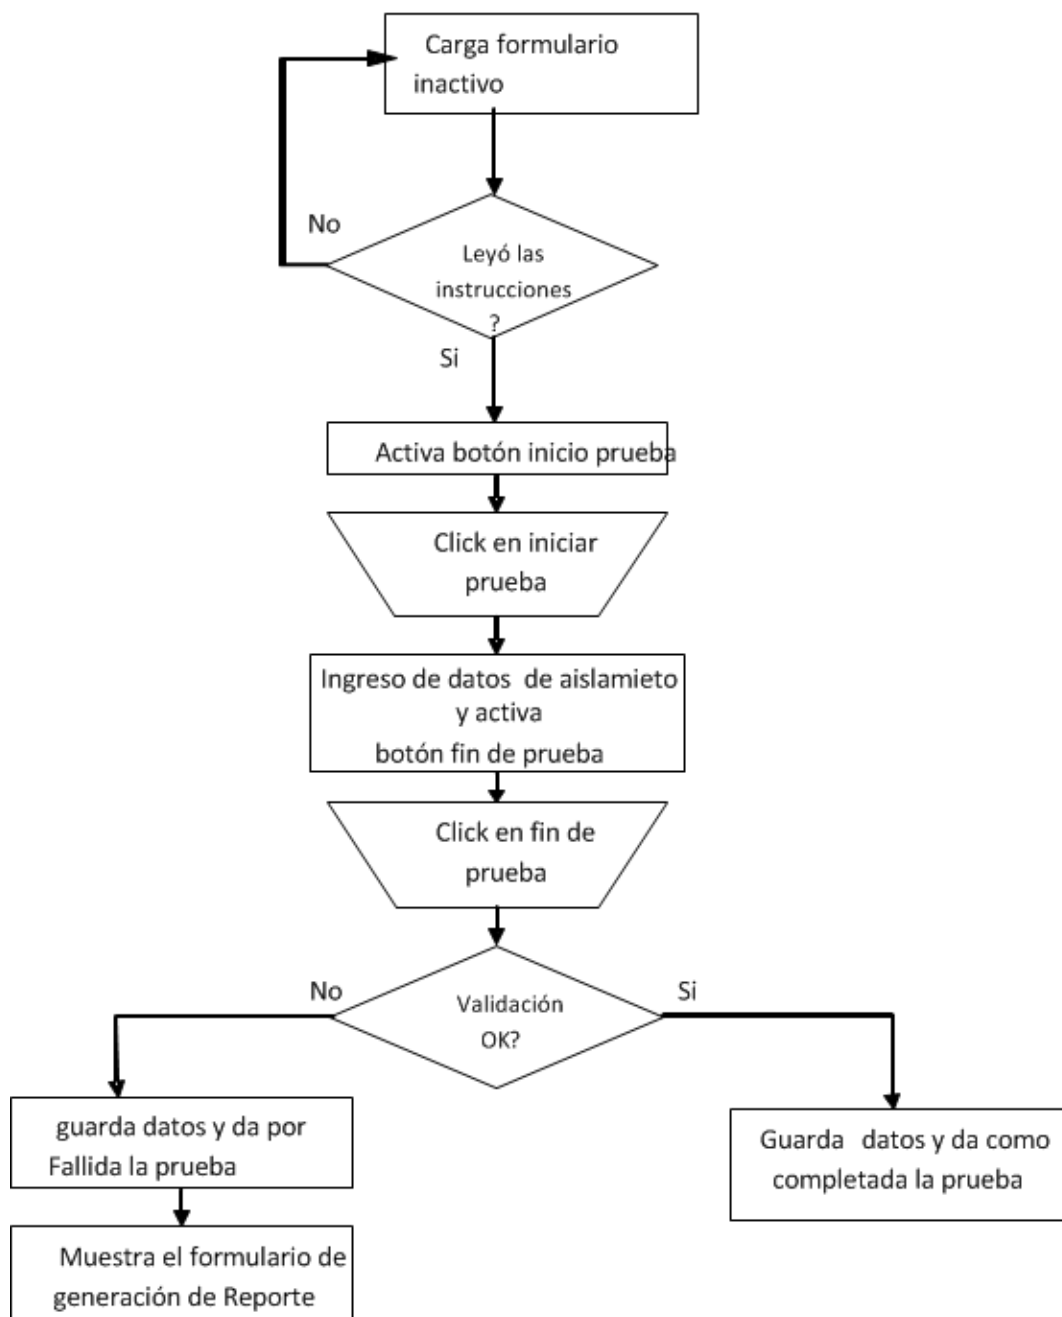 Carga formulario
inactivo
No
Leyó las
instrucciones
?
Si
Activa botón inicio prueba
Click en iniciar
prueba
Ingreso de datos de aislamieto
y activa
botón fin de prueba
Click en fin de
prueba
No
Validación
OK?
Si
guarda datos y da por
Fallida la prueba
Guarda datos y da como
completada la prueba
Muestra el formulario de
generación de Reporte